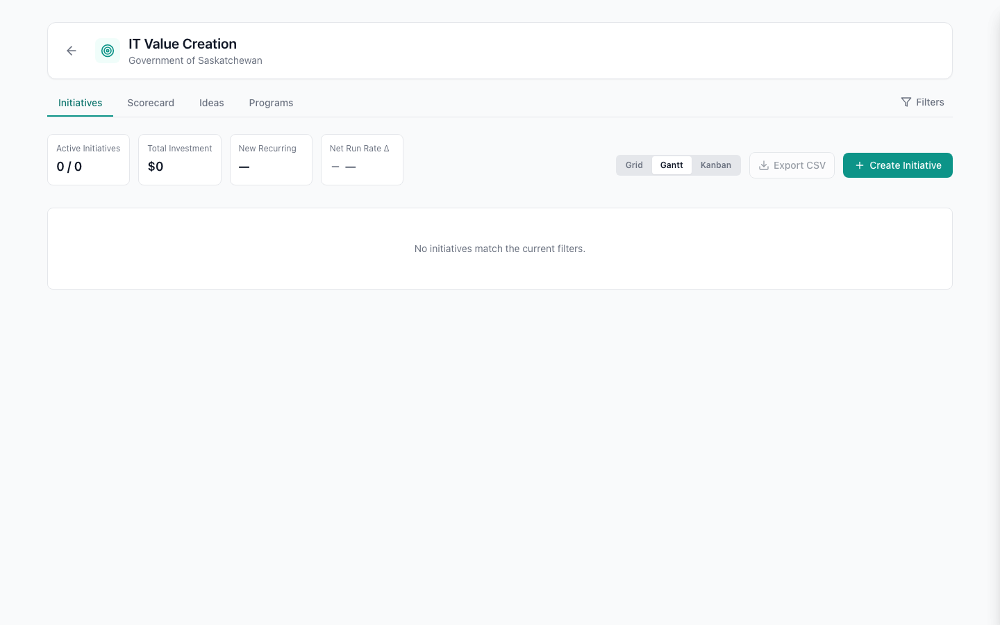 IT Value Creation
Government of Saskatchewan
Initiatives Scorecard Ideas Programs Filters
Active Initiatives Total Investment New Recurring Net Run Rate Δ
0 / 0 $0 — – —
Grid Gantt Kanban Export CSV + Create Initiative
No initiatives match the current filters.